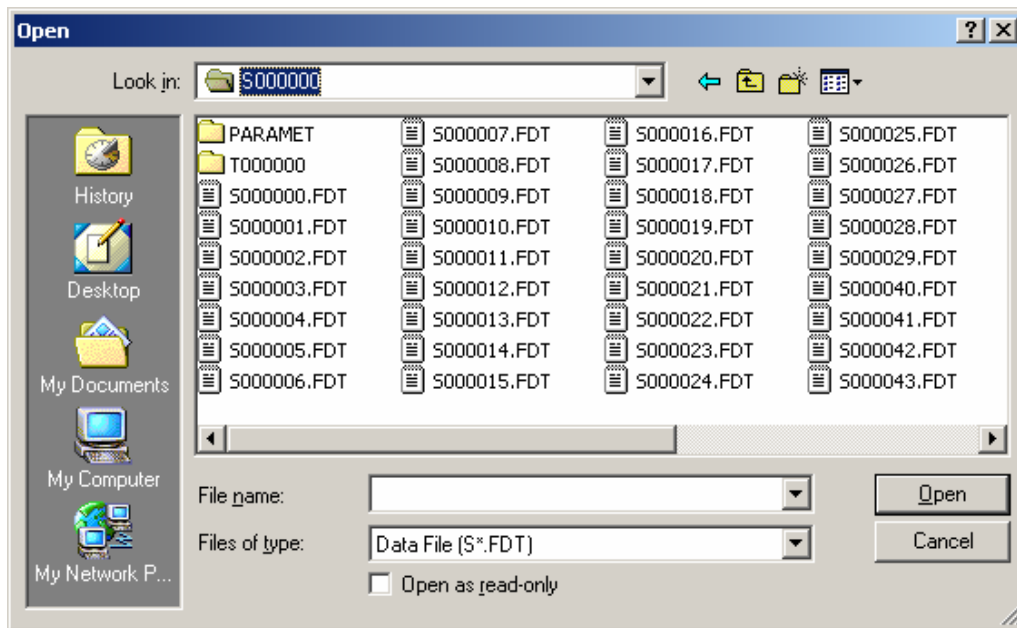 Open
Look in: S000000
History
Desktop
My Documents
My Computer
My Network P...
PARAMET
T000000
S000000.FDT
S000001.FDT
S000002.FDT
S000003.FDT
S000004.FDT
S000005.FDT
S000006.FDT
S000007.FDT
S000008.FDT
S000009.FDT
S000010.FDT
S000011.FDT
S000012.FDT
S000013.FDT
S000014.FDT
S000015.FDT
S000016.FDT
S000017.FDT
S000018.FDT
S000019.FDT
S000020.FDT
S000021.FDT
S000022.FDT
S000023.FDT
S000024.FDT
S000025.FDT
S000026.FDT
S000027.FDT
S000028.FDT
S000029.FDT
S000040.FDT
S000041.FDT
S000042.FDT
S000043.FDT
File name:
Open
Files of type: Data File (S*.FDT)
Cancel
Open as read-only